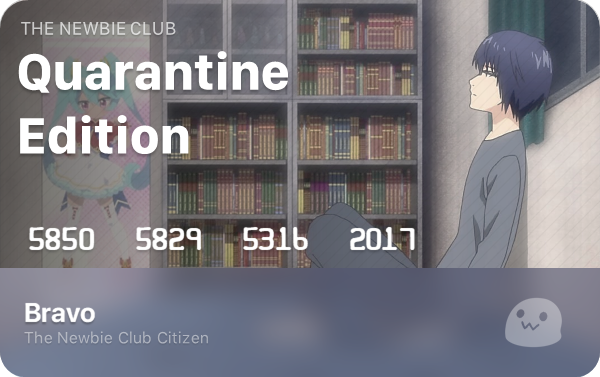 THE NEWBIE CLUB
Quarantine
Edition
5850 5829 5316 2017
Bravo
The Newbie Club Citizen